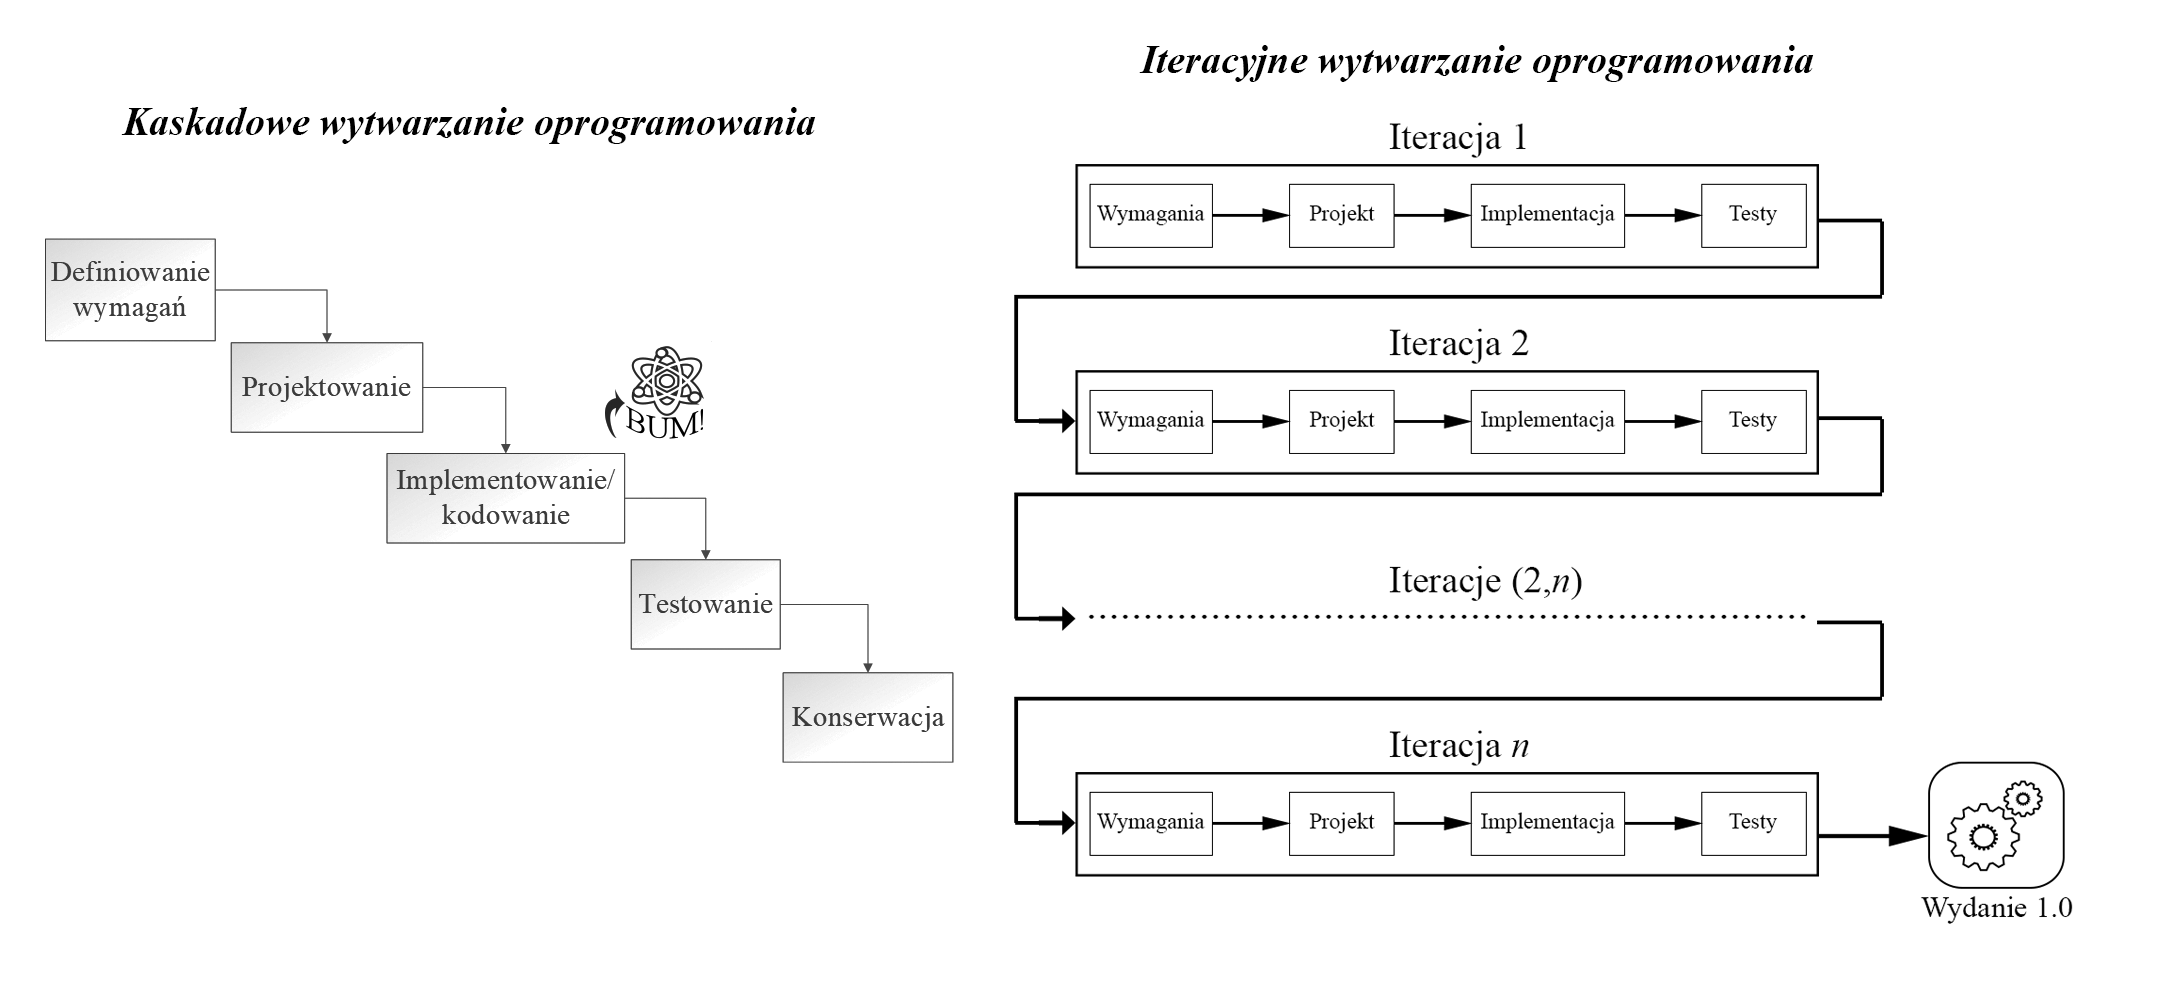 Kaskadowe wytwarzanie oprogramowania
Definiowanie
wymagań
Projektowanie
BUM!
Implementowanie/
kodowanie
Testowanie
Konserwacja
Iteracyjne wytwarzanie oprogramowania
Iteracja 1
Wymagania
Projekt
Implementacja
Testy
Iteracja 2
Wymagania
Projekt
Implementacja
Testy
Iteracje (2,n)
Iteracja n
Wymagania
Projekt
Implementacja
Testy
Wydanie 1.0